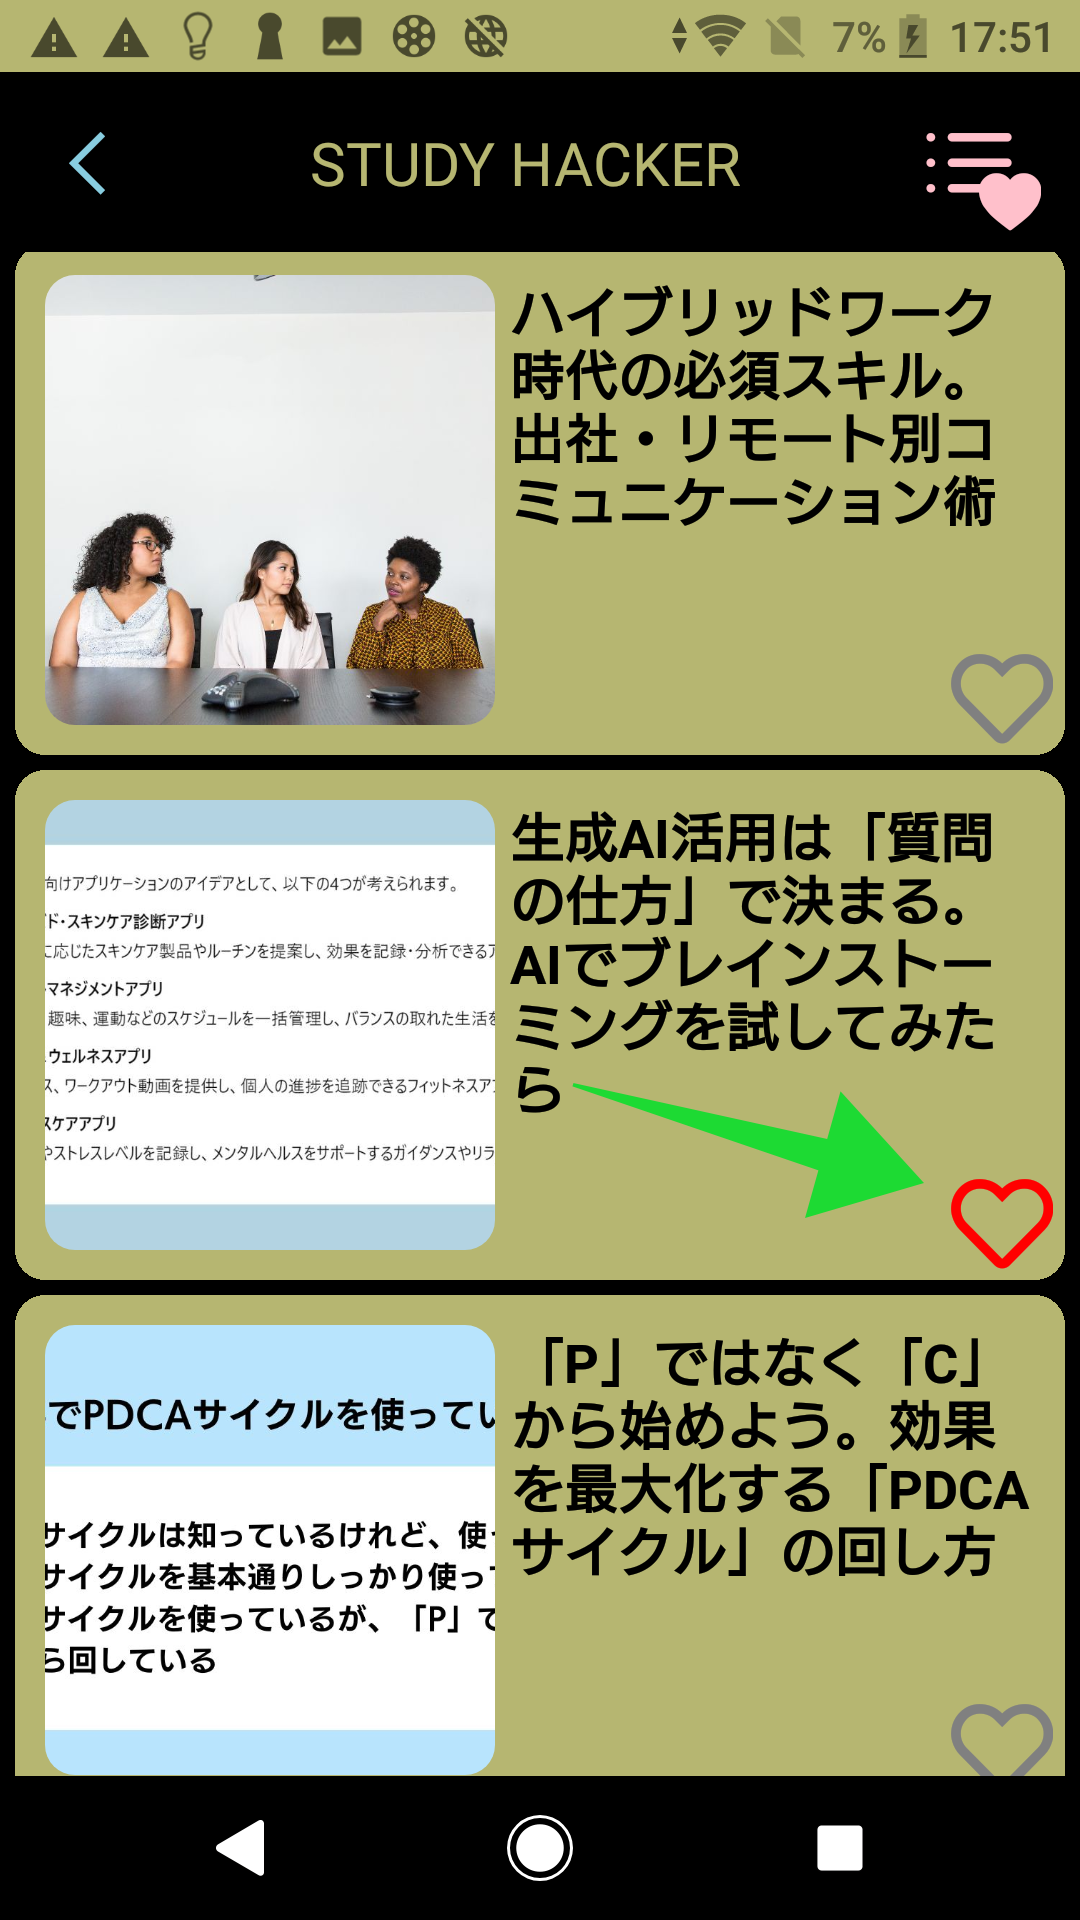 7% 17:51
STUDY HACKER
ハイブリッドワーク
時代の必須スキル。
出社・リモート別コ
ミュニケーション術
生成AI活用は「質問
の仕方」で決まる。
AIでブレインストー
ミングを試してみた
ら
向けアプリケーションのアイデアとして、以下の4つが考えられます。
ド・スキンケア診断アプリ
に応じたスキンケア製品やルーチンを提案し、効果を記録・分析できるア
マネジメントアプリ
趣味、運動などのスケジュールを一括管理し、バランスの取れた生活を
ウェルネスアプリ
ス、ワークアウト動画を提供し、個人の進捗を追跡できるフィットネスア
スケアアプリ
やストレスレベルを記録し、メンタルヘルスをサポートするガイダンスやリラ
「P」ではなく「C」
から始めよう。効果
を最大化する「PDCA
サイクル」の回し方
でPDCAサイクルを使ってい
サイクルは知っているけれど、使
サイクルを基本通りしっかり使っ
サイクルを使っているが、「P」で
ら回している